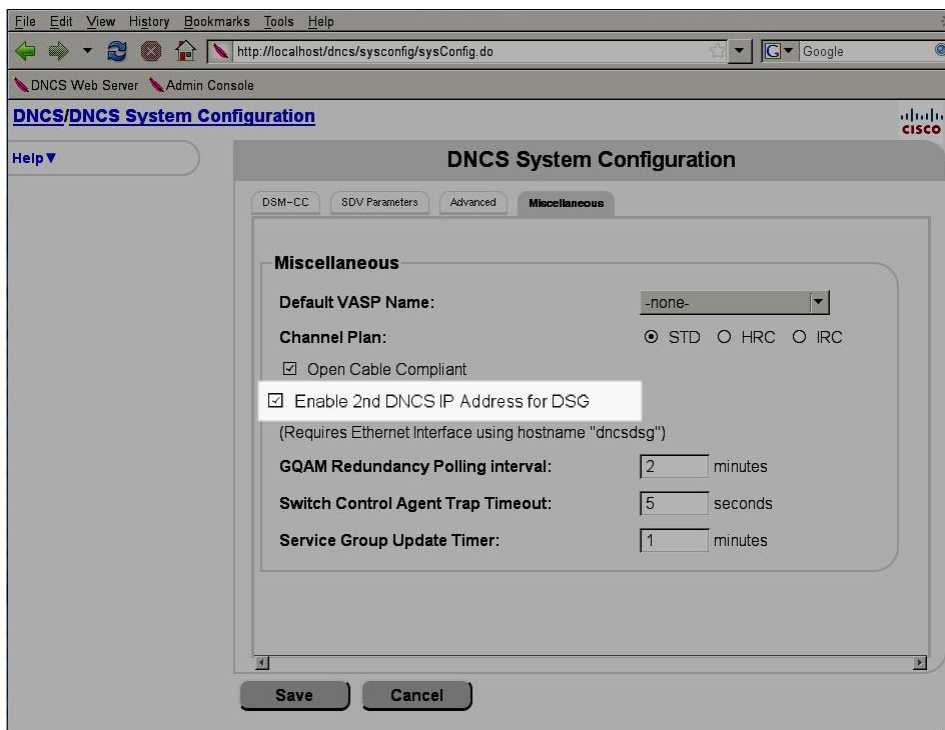 File Edit View History Bookmarks Tools Help
http://localhost/dncs/sysconfig/sysConfig.do
G Google
DNCS Web Server Admin Console
DNCS/DNCS System Configuration
CISCO
Help
DNCS System Configuration
DSM-CC SDV Parameters Advanced Miscellaneous
Miscellaneous
Default VASP Name: -none-
Channel Plan: STD HRC IRC
Open Cable Compliant
Enable 2nd DNCS IP Address for DSG
(Requires Ethernet Interface using hostname "dncsdsg")
GQAM Redundancy Polling interval: 2 minutes
Switch Control Agent Trap Timeout: 5 seconds
Service Group Update Timer: 1 minutes
Save Cancel